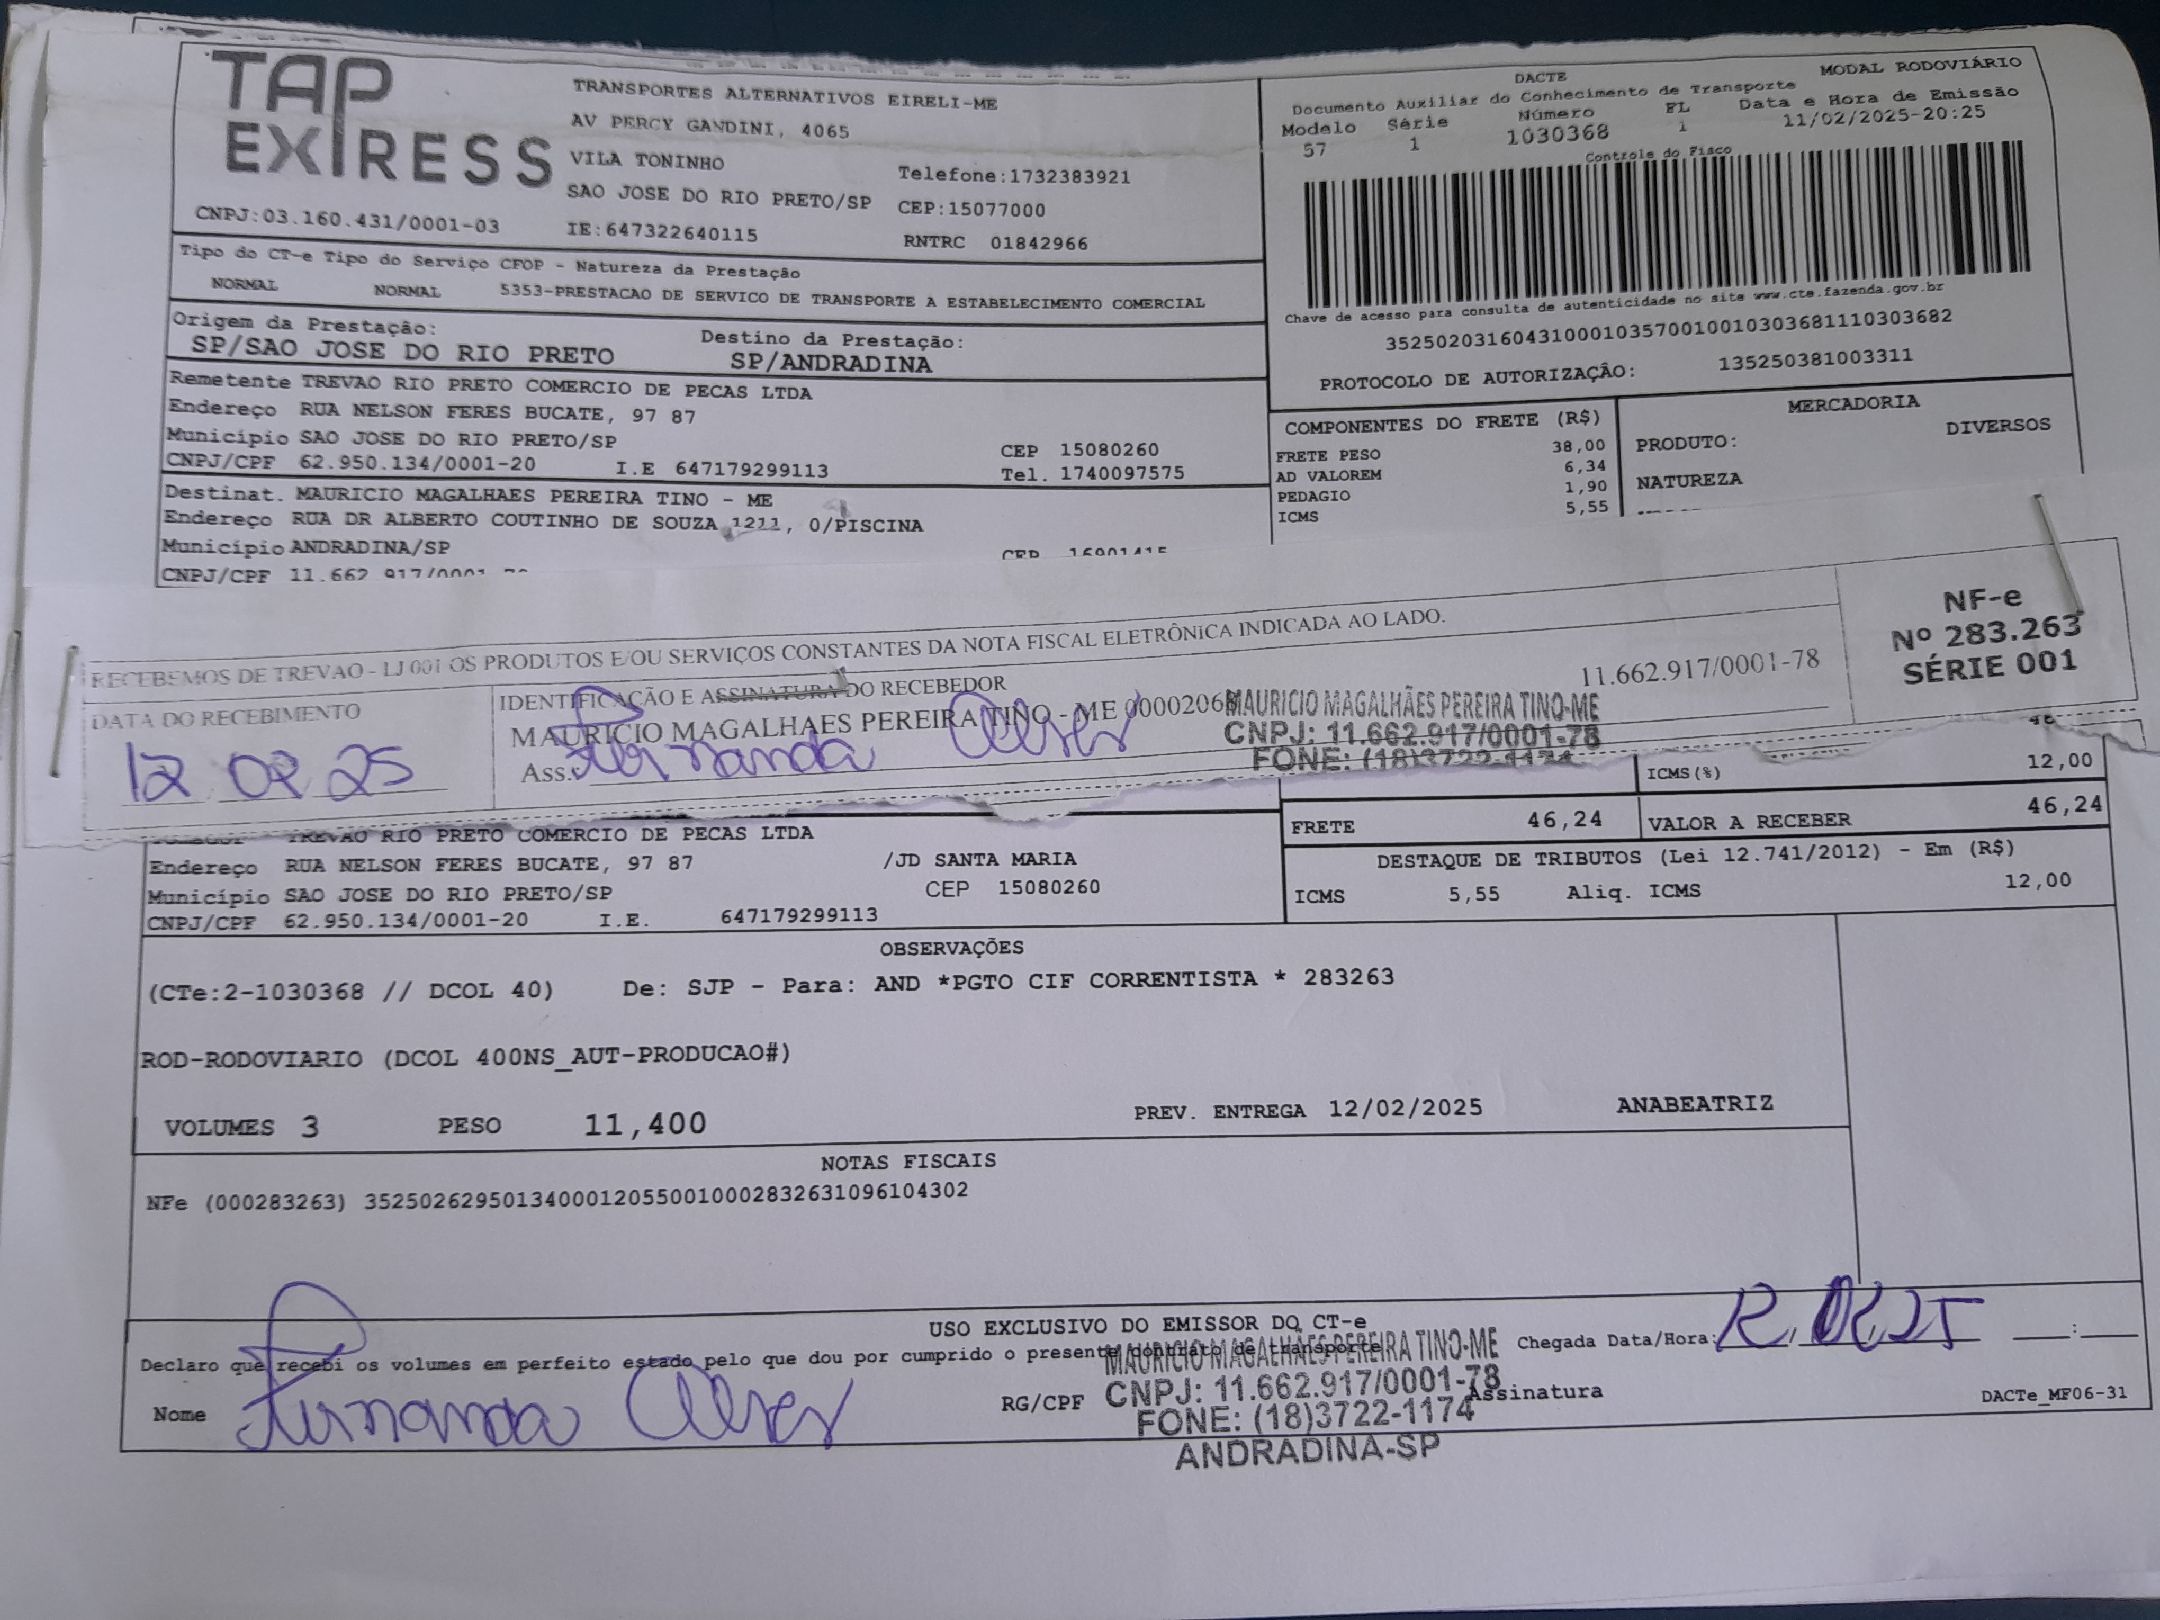 TAP EXPRESS
TRANSPORTES ALTERNATIVOS EIRELI-ME
AV PERCY GANDINI, 4065
VILA TONINHO
Telefone:1732383921
SAO JOSE DO RIO PRETO/SP CEP:15077000
CNPJ:03.160.431/0001-03 IE:647322640115 RNTRC 01842966
DACTE MODAL RODOVIÁRIO
Documento Auxiliar do Conhecimento de Transporte
Modelo Série Número FL Data e Hora de Emissão
57 1 1030368 1 11/02/2025-20:25
Controle do Fisco
Chave de acesso para consulta de autenticidade no site www.cte.fazenda.gov.br
35250203160431000103570010010303681110303682
PROTOCOLO DE AUTORIZAÇÃO: 135250381003311
Tipo do CT-e Tipo do Serviço CFOP - Natureza da Prestação
NORMAL NORMAL 5353-PRESTACAO DE SERVICO DE TRANSPORTE A ESTABELECIMENTO COMERCIAL
Origem da Prestação: Destino da Prestação:
SP/SAO JOSE DO RIO PRETO SP/ANDRADINA
Remetente TREVAO RIO PRETO COMERCIO DE PECAS LTDA
Endereço RUA NELSON FERES BUCATE, 97 87
Município SAO JOSE DO RIO PRETO/SP CEP 15080260
CNPJ/CPF 62.950.134/0001-20 I.E 647179299113 Tel. 1740097575
Destinat. MAURICIO MAGALHAES PEREIRA TINO - ME
Endereço RUA DR ALBERTO COUTINHO DE SOUZA 1211, 0/PISCINA
Município ANDRADINA/SP CEP 16901415
CNPJ/CPF 11.662.917/0001-78
COMPONENTES DO FRETE (R$)
FRETE PESO 38,00
AD VALOREM 6,34
PEDAGIO 1,90
ICMS 5,55
MERCADORIA
PRODUTO: DIVERSOS
NATUREZA
RECEBEMOS DE TREVAO - LJ 001 OS PRODUTOS E/OU SERVIÇOS CONSTANTES DA NOTA FISCAL ELETRÔNICA INDICADA AO LADO.
NF-e
Nº 283.263
SÉRIE 001
DATA DO RECEBIMENTO
12 02 25
IDENTIFICAÇÃO E ASSINATURA DO RECEBEDOR
MAURICIO MAGALHAES PEREIRA TINO - ME 0000206 11.662.917/0001-78
Ass. Fernanda Alves
MAURICIO MAGALHÃES PEREIRA TINO-ME
CNPJ: 11.662.917/0001-78
FONE: (18)3722-1174
ICMS(%) 12,00
FRETE 46,24 VALOR A RECEBER 46,24
TREVAO RIO PRETO COMERCIO DE PECAS LTDA
Endereço RUA NELSON FERES BUCATE, 97 87 /JD SANTA MARIA
Município SAO JOSE DO RIO PRETO/SP CEP 15080260
CNPJ/CPF 62.950.134/0001-20 I.E. 647179299113
DESTAQUE DE TRIBUTOS (Lei 12.741/2012) - Em (R$)
ICMS 5,55 Aliq. ICMS 12,00
OBSERVAÇÕES
(CTe:2-1030368 // DCOL 40) De: SJP - Para: AND *PGTO CIF CORRENTISTA * 283263
ROD-RODOVIARIO (DCOL 400NS_AUT-PRODUCAO#)
VOLUMES 3 PESO 11,400 PREV. ENTREGA 12/02/2025 ANABEATRIZ
NOTAS FISCAIS
NFe (000283263) 35250262950134000120550010002832631096104302
USO EXCLUSIVO DO EMISSOR DO CT-e
Declaro que recebi os volumes em perfeito estado pelo que dou por cumprido o presente contrato de transporte
Chegada Data/Hora: 12, 02, 25 :
Nome Fernanda Alves RG/CPF Assinatura
MAURICIO MAGALHÃES PEREIRA TINO-ME
CNPJ: 11.662.917/0001-78
FONE: (18)3722-1174
ANDRADINA-SP
DACTe_MF06-31